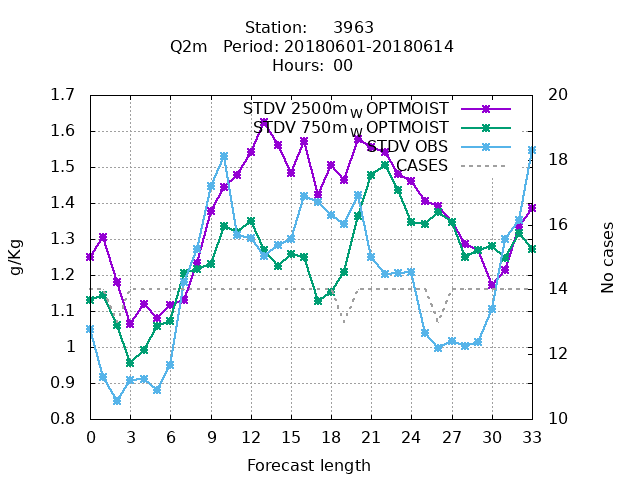 Station:     3963
Q2m   Period: 20180601-20180614
Hours:  00
STDV 2500m w OPTMOIST
STDV 750m w OPTMOIST
STDV OBS
CASES
1.7
1.6
1.5
1.4
1.3
1.2
1.1
1
0.9
0.8
g/Kg
20
18
16
14
12
10
No cases
0 3 6 9 12 15 18 21 24 27 30 33
Forecast length